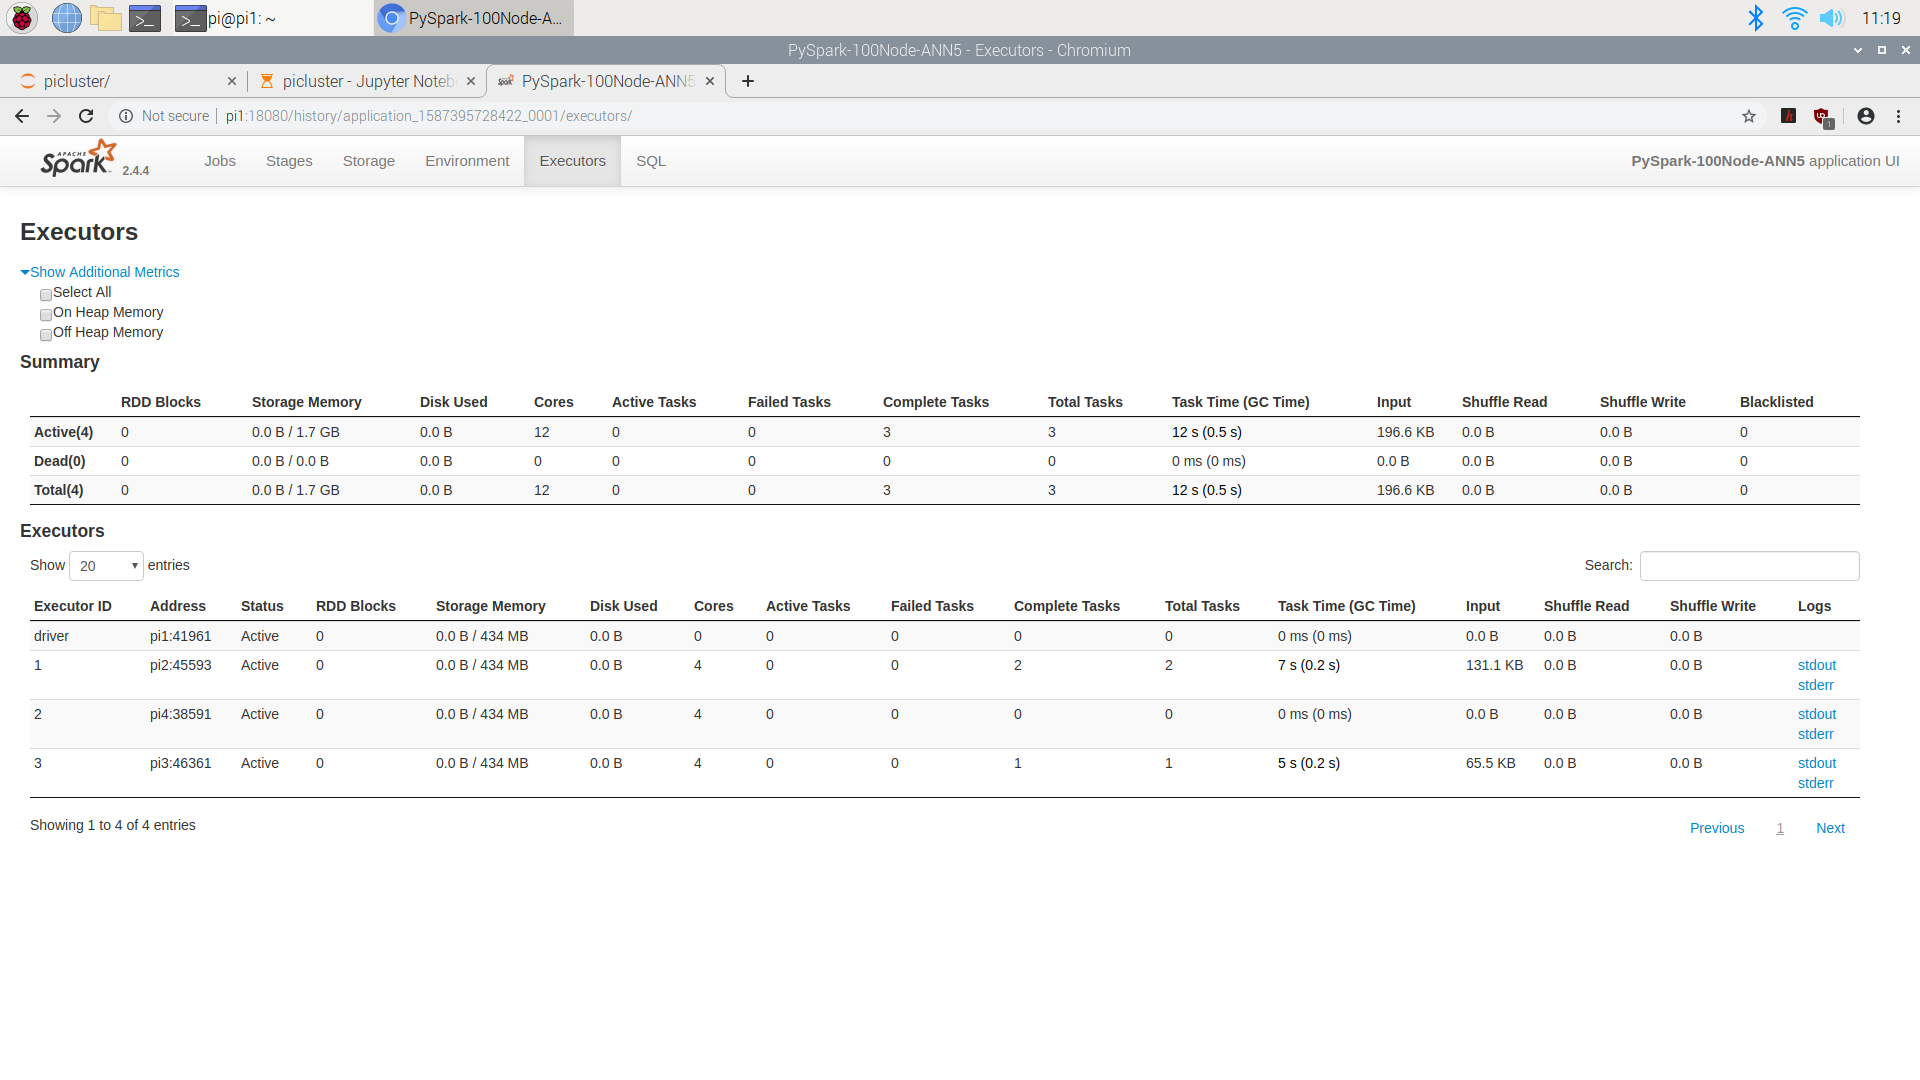 pi@pi1: ~
PySpark-100Node-A...
11:19
PySpark-100Node-ANN5 - Executors - Chromium
picluster/
picluster - Jupyter Noteb
PySpark-100Node-ANN5
Not secure | pi1:18080/history/application_1587395728422_0001/executors/
APACHE Spark 2.4.4 Jobs Stages Storage Environment Executors SQL PySpark-100Node-ANN5 application UI
Executors
Show Additional Metrics
Select All
On Heap Memory
Off Heap Memory
Summary
RDD Blocks Storage Memory Disk Used Cores Active Tasks Failed Tasks Complete Tasks Total Tasks Task Time (GC Time) Input Shuffle Read Shuffle Write Blacklisted
Active(4) 0 0.0 B / 1.7 GB 0.0 B 12 0 0 3 3 12 s (0.5 s) 196.6 KB 0.0 B 0.0 B 0
Dead(0) 0 0.0 B / 0.0 B 0.0 B 0 0 0 0 0 0 ms (0 ms) 0.0 B 0.0 B 0.0 B 0
Total(4) 0 0.0 B / 1.7 GB 0.0 B 12 0 0 3 3 12 s (0.5 s) 196.6 KB 0.0 B 0.0 B 0
Executors
Show 20 entries Search:
Executor ID Address Status RDD Blocks Storage Memory Disk Used Cores Active Tasks Failed Tasks Complete Tasks Total Tasks Task Time (GC Time) Input Shuffle Read Shuffle Write Logs
driver pi1:41961 Active 0 0.0 B / 434 MB 0.0 B 0 0 0 0 0 0 ms (0 ms) 0.0 B 0.0 B 0.0 B
1 pi2:45593 Active 0 0.0 B / 434 MB 0.0 B 4 0 0 2 2 7 s (0.2 s) 131.1 KB 0.0 B 0.0 B stdout
stderr
2 pi4:38591 Active 0 0.0 B / 434 MB 0.0 B 4 0 0 0 0 0 ms (0 ms) 0.0 B 0.0 B 0.0 B stdout
stderr
3 pi3:46361 Active 0 0.0 B / 434 MB 0.0 B 4 0 0 1 1 5 s (0.2 s) 65.5 KB 0.0 B 0.0 B stdout
stderr
Showing 1 to 4 of 4 entries
Previous 1 Next